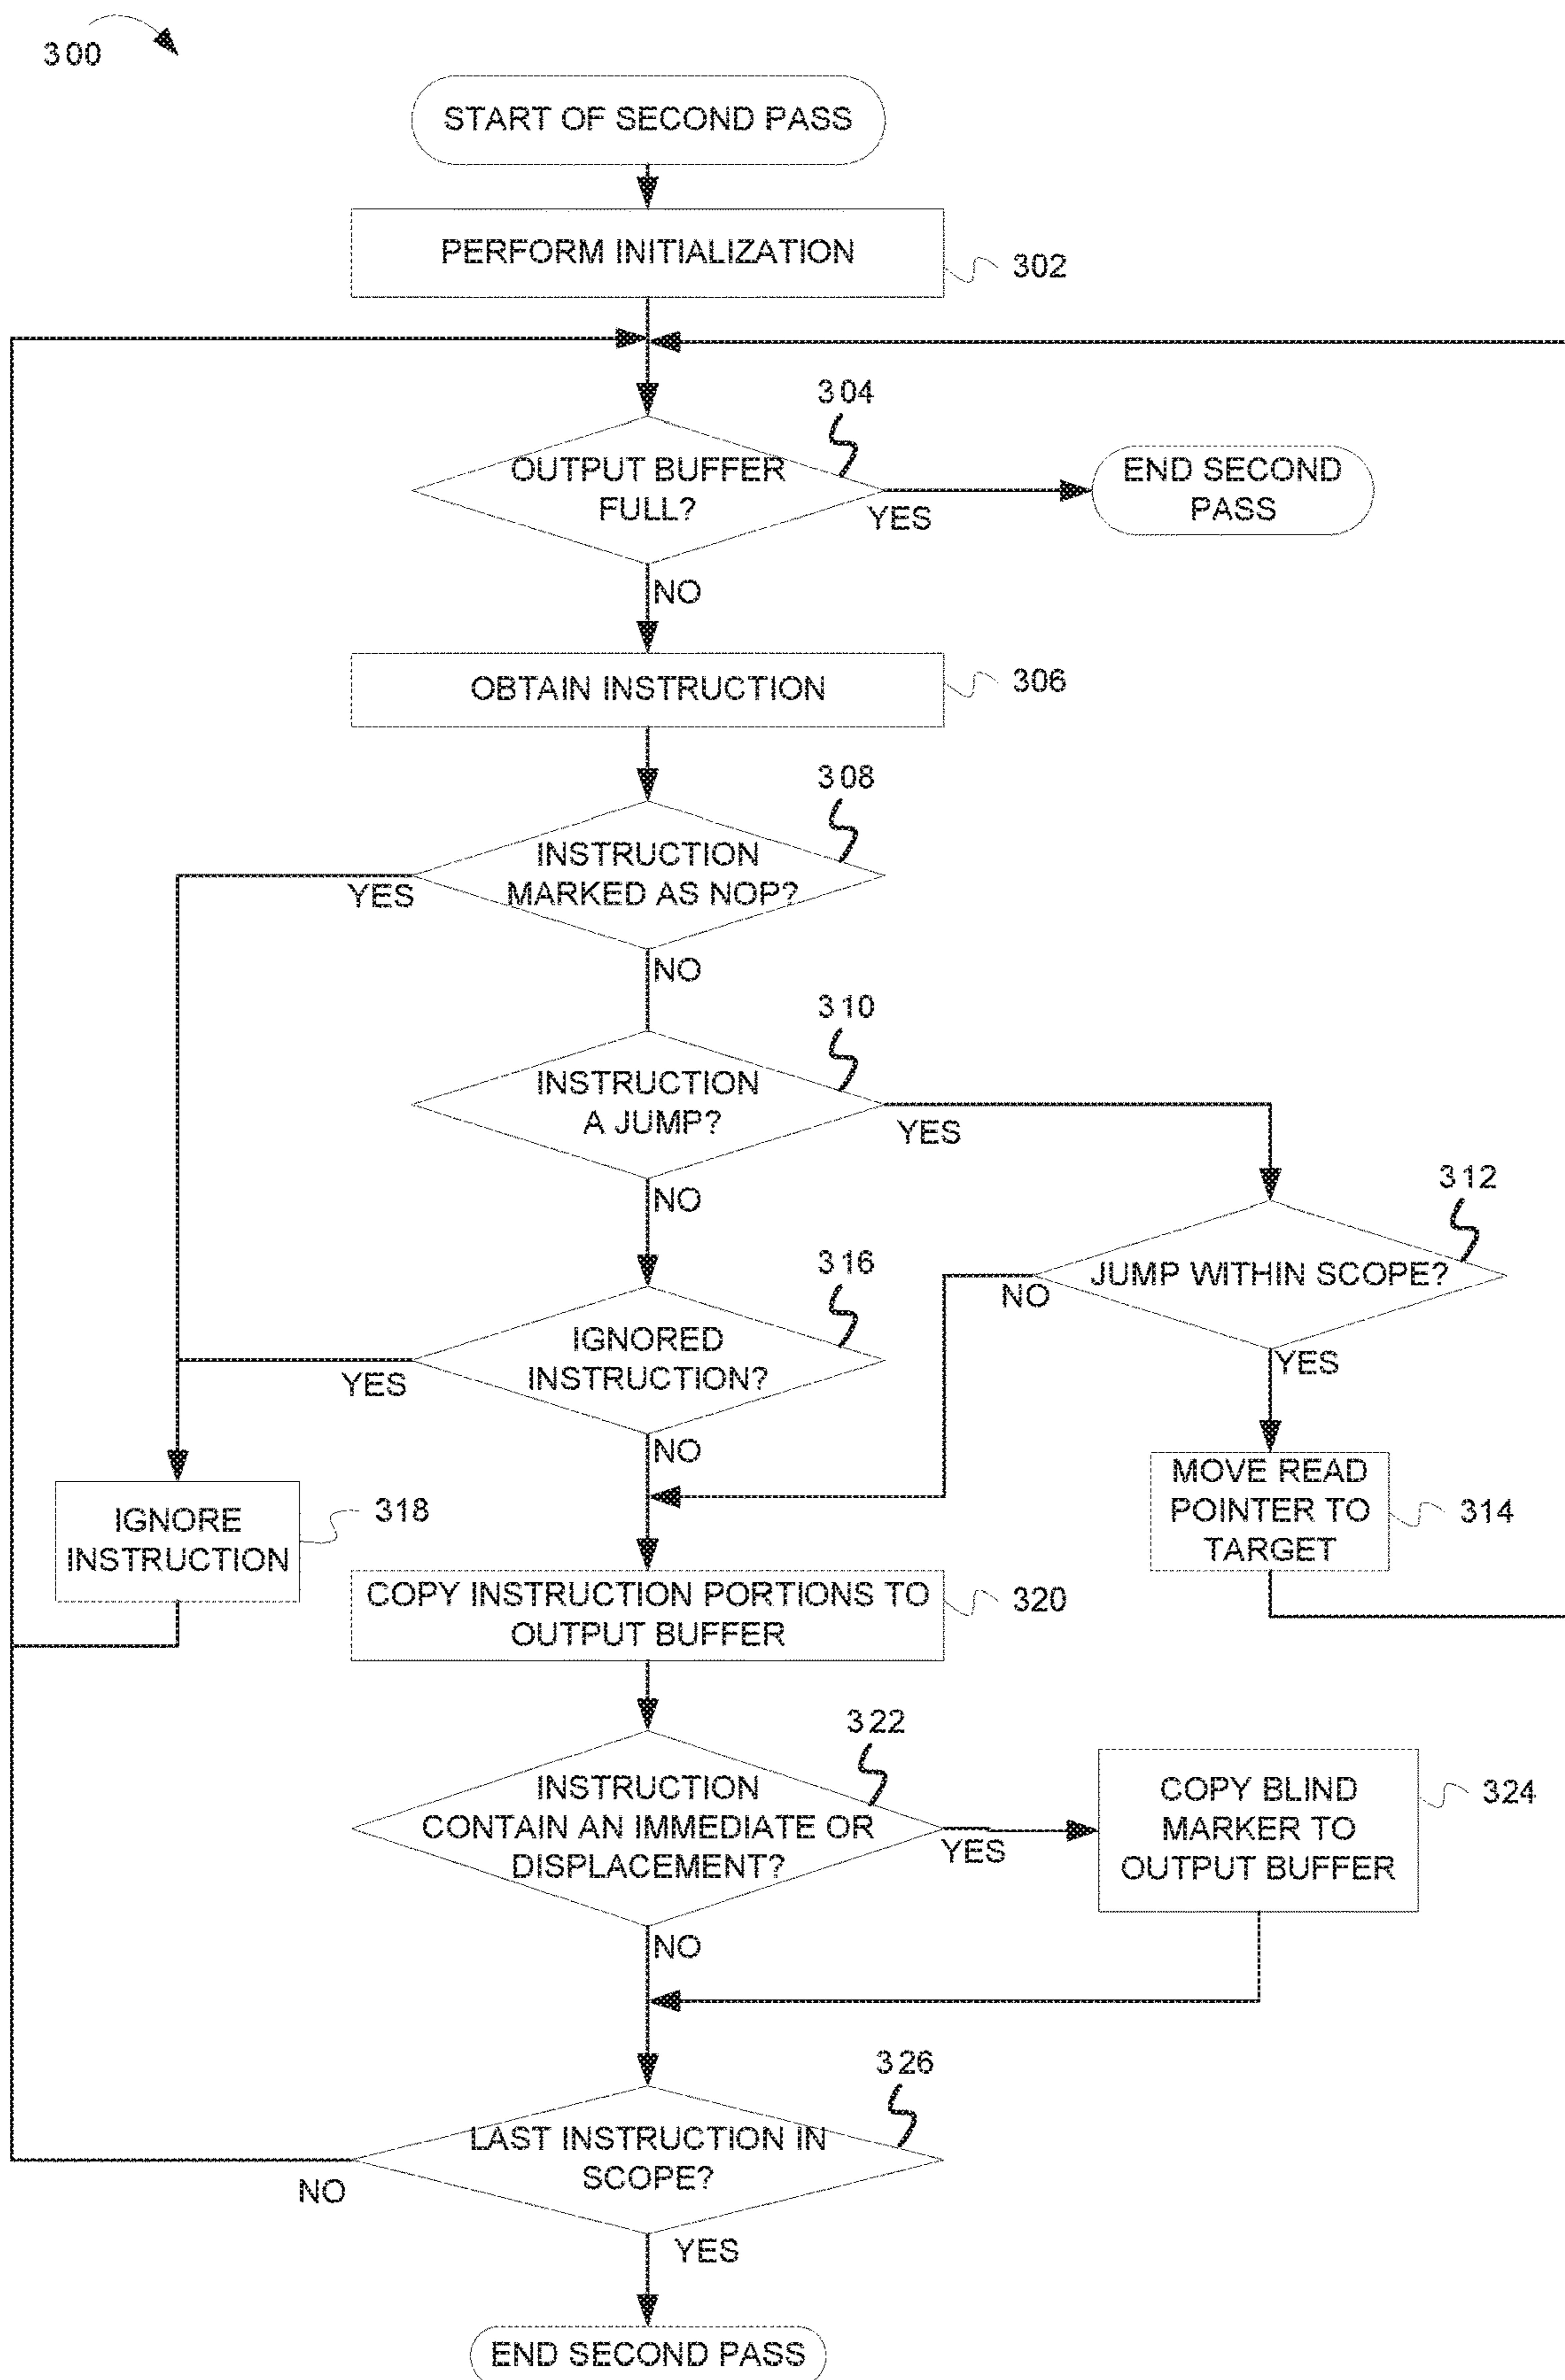 300
START OF SECOND PASS
PERFORM INITIALIZATION
302
304
OUTPUT BUFFER
FULL?
YES
END SECOND
PASS
NO
OBTAIN INSTRUCTION
306
308
INSTRUCTION
MARKED AS NOP?
YES
NO
310
INSTRUCTION
A JUMP?
YES
NO
312
JUMP WITHIN SCOPE?
NO
YES
316
IGNORED
INSTRUCTION?
YES
NO
MOVE READ
POINTER TO
TARGET
314
IGNORE
INSTRUCTION
318
COPY INSTRUCTION PORTIONS TO
OUTPUT BUFFER
320
322
INSTRUCTION
CONTAIN AN IMMEDIATE OR
DISPLACEMENT?
YES
COPY BLIND
MARKER TO
OUTPUT BUFFER
324
NO
326
LAST INSTRUCTION IN
SCOPE?
NO
YES
END SECOND PASS